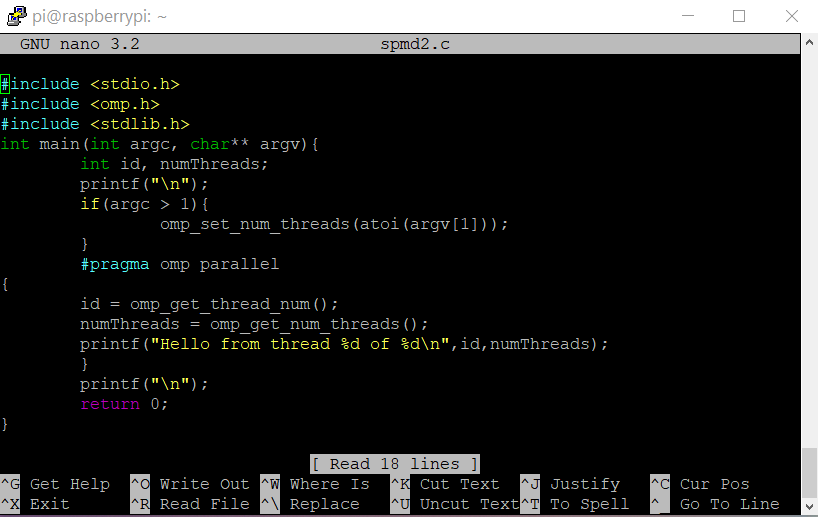 pi@raspberrypi: ~
GNU nano 3.2 spmd2.c
#include <stdio.h>
#include <omp.h>
#include <stdlib.h>
int main(int argc, char** argv){
        int id, numThreads;
        printf("\n");
        if(argc > 1){
                omp_set_num_threads(atoi(argv[1]));
        }
        #pragma omp parallel
{
        id = omp_get_thread_num();
        numThreads = omp_get_num_threads();
        printf("Hello from thread %d of %d\n",id,numThreads);
        }
        printf("\n");
        return 0;
}
[ Read 18 lines ]
^G Get Help ^O Write Out ^W Where Is ^K Cut Text ^J Justify ^C Cur Pos
^X Exit ^R Read File ^\ Replace ^U Uncut Text ^T To Spell ^_ Go To Line